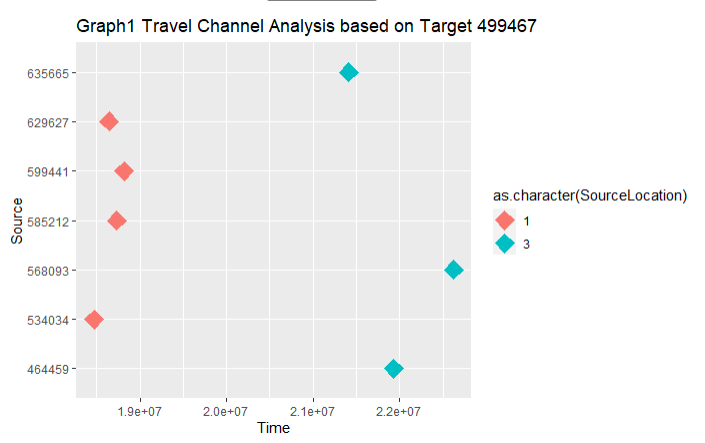 Graph1 Travel Channel Analysis based on Target 499467
635665
629627
599441
585212
568093
534034
464459
Source
1.9e+07 2.0e+07 2.1e+07 2.2e+07
Time
as.character(SourceLocation)
1
3